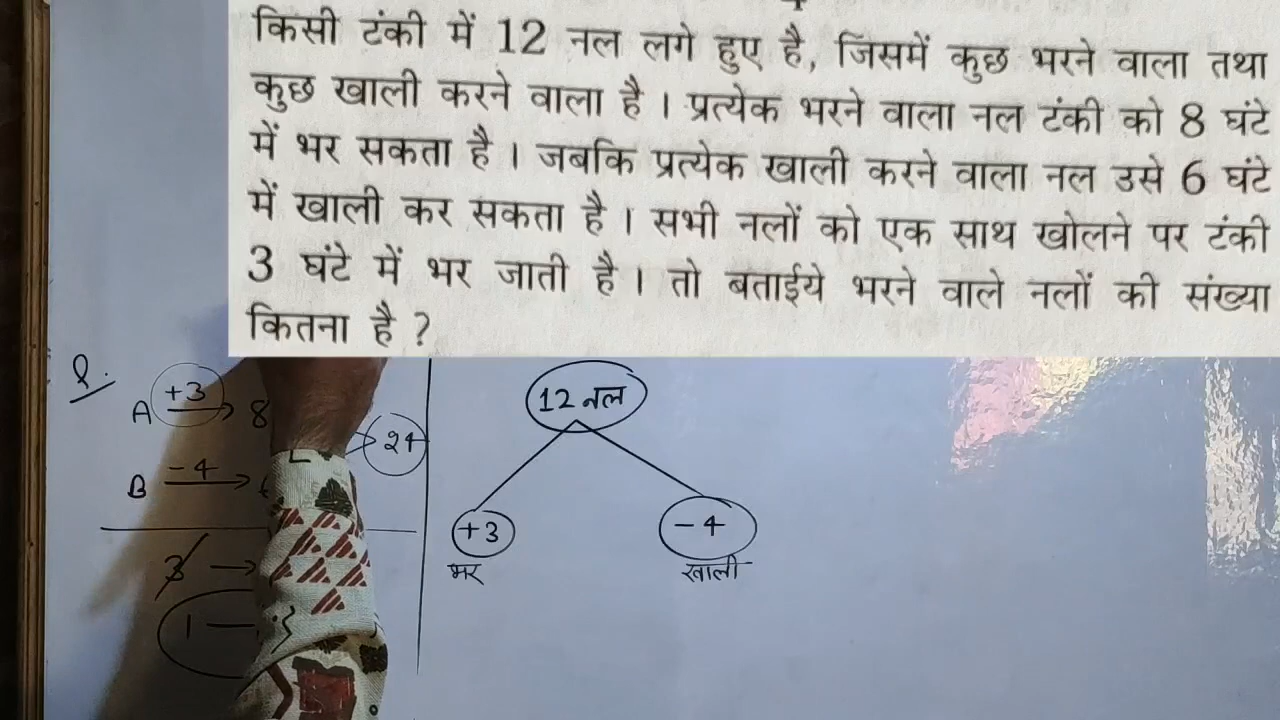 किसी टंकी में 12 नल लगे हुए है, जिसमें कुछ भरने वाला तथा
कुछ खाली करने वाला है । प्रत्येक भरने वाला नल टंकी को 8 घंटे
में भर सकता है । जबकि प्रत्येक खाली करने वाला नल उसे 6 घंटे
में खाली कर सकता है । सभी नलों को एक साथ खोलने पर टंकी
3 घंटे में भर जाती है । तो बताईये भरने वाले नलों की संख्या
कितना है ?
Q.
A +3 → 8
24
B -4 →
3 →
1 —
12 नल
+3 -4
भर खाली